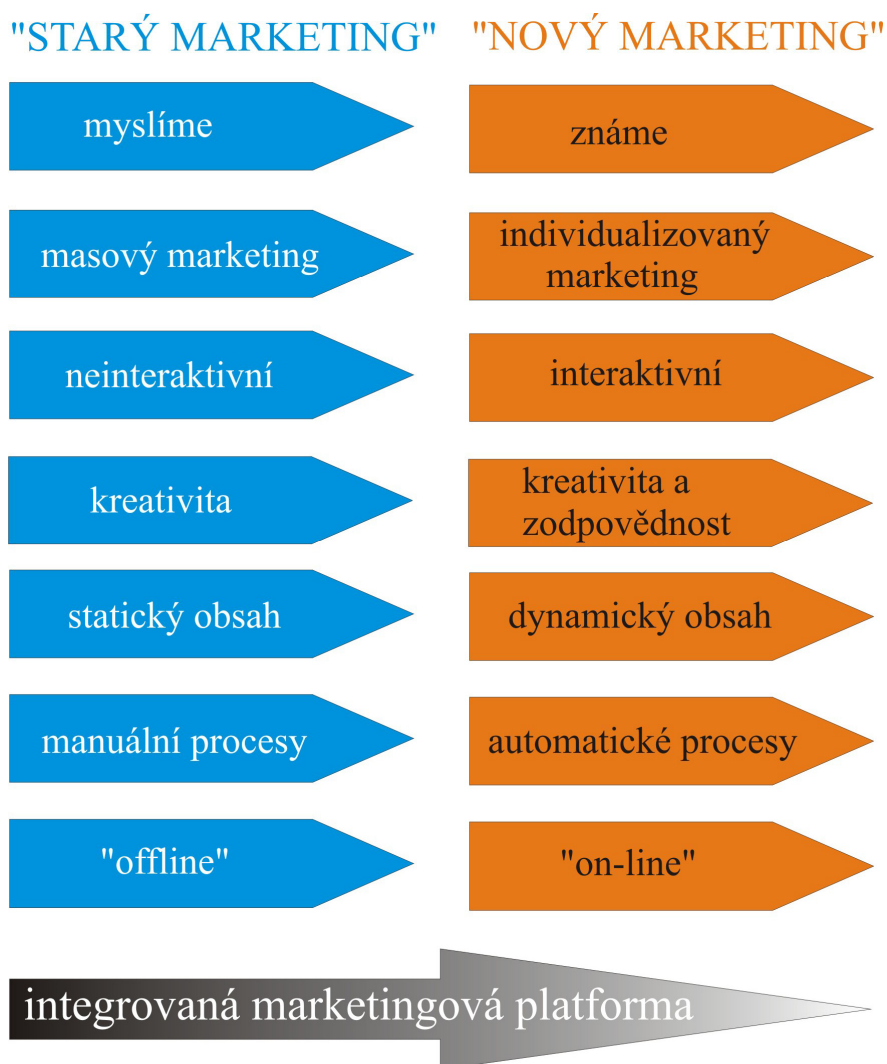 "STARÝ MARKETING" "NOVÝ MARKETING"
myslíme
známe
masový marketing
individualizovaný
marketing
neinteraktivní
interaktivní
kreativita
kreativita a
zodpovědnost
statický obsah
dynamický obsah
manuální procesy
automatické procesy
"offline"
"on-line"
integrovaná marketingová platforma